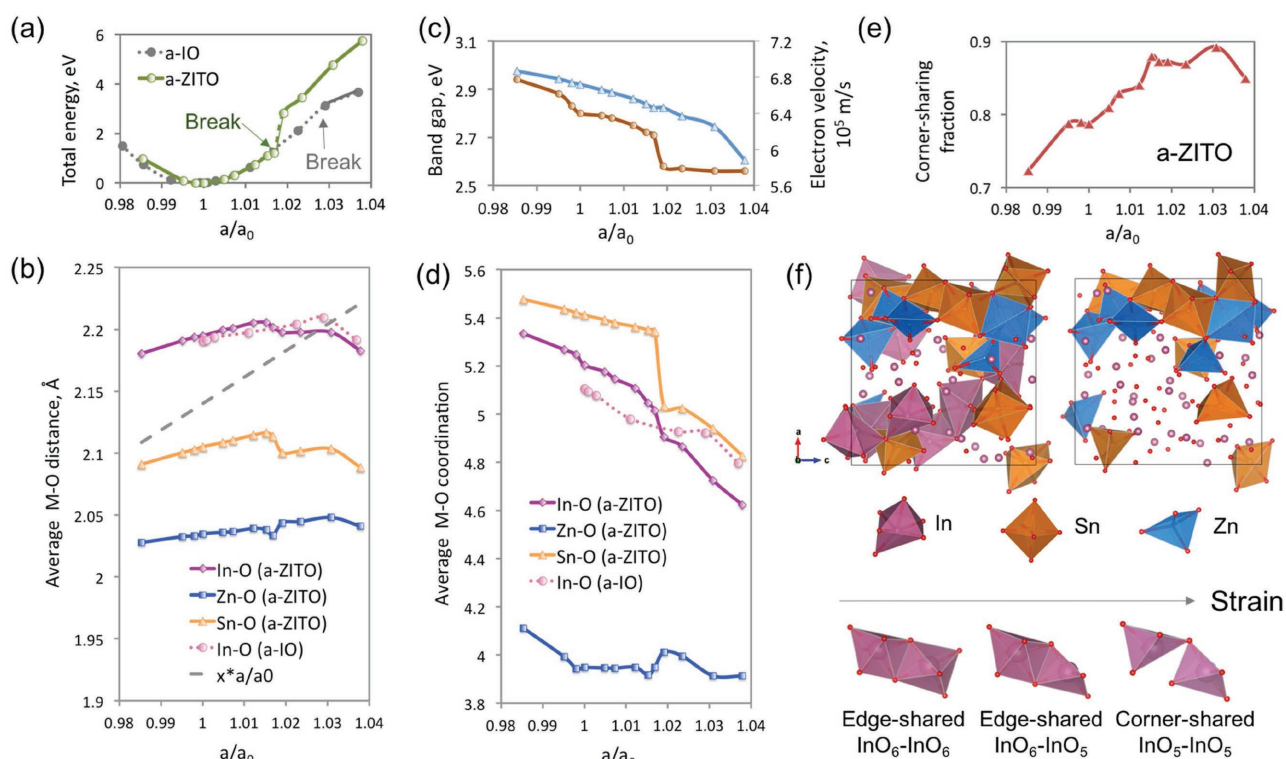 (a)
Total energy, eV
6
4
2
0
a-IO
a-ZITO
Break
Break
0.98 0.99 1 1.01 1.02 1.03 1.04
a/a0
(c)
Band gap, eV
3.1
2.9
2.7
2.5
7.2
6.8
6.4
6.0
5.6
Electron velocity,
10^5 m/s
0.98 0.99 1 1.01 1.02 1.03 1.04
a/a0
(e)
Corner-sharing
fraction
0.9
0.8
0.7
a-ZITO
0.98 0.99 1 1.01 1.02 1.03 1.04
a/a0
(b)
Average M-O distance, Å
2.25
2.2
2.15
2.1
2.05
2
1.95
1.9
In-O (a-ZITO)
Zn-O (a-ZITO)
Sn-O (a-ZITO)
In-O (a-IO)
x*a/a0
0.98 0.99 1 1.01 1.02 1.03 1.04
a/a0
(d)
Average M-O coordination
5.6
5.4
5.2
5
4.8
4.6
4.4
4.2
4
3.8
In-O (a-ZITO)
Zn-O (a-ZITO)
Sn-O (a-ZITO)
In-O (a-IO)
0.98 0.99 1 1.01 1.02 1.03 1.04
a/a0
(f)
a
c
In
Sn
Zn
Strain
Edge-shared
InO6-InO6
Edge-shared
InO6-InO5
Corner-shared
InO5-InO5